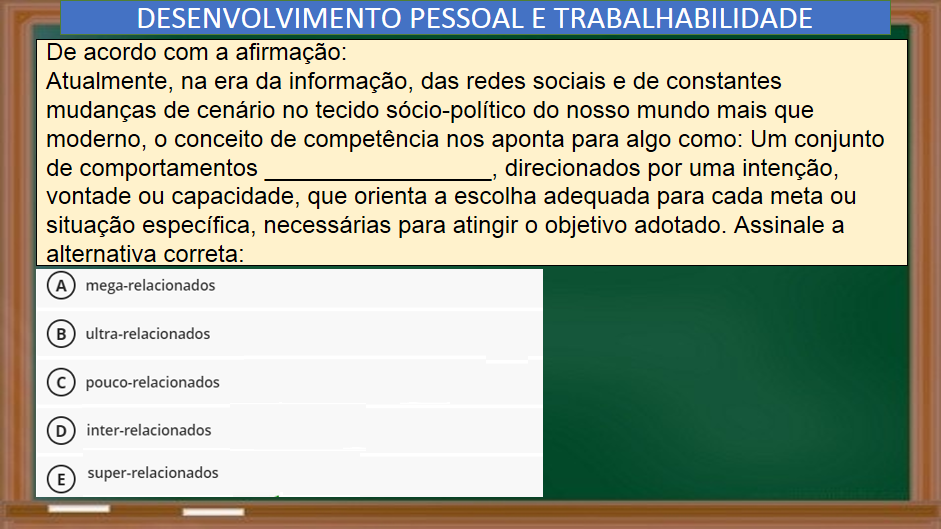 DESENVOLVIMENTO PESSOAL E TRABALHABILIDADE
De acordo com a afirmação:
Atualmente, na era da informação, das redes sociais e de constantes
mudanças de cenário no tecido sócio-político do nosso mundo mais que
moderno, o conceito de competência nos aponta para algo como: Um conjunto
de comportamentos _________________, direcionados por uma intenção,
vontade ou capacidade, que orienta a escolha adequada para cada meta ou
situação específica, necessárias para atingir o objetivo adotado. Assinale a
alternativa correta:
A mega-relacionados
B ultra-relacionados
C pouco-relacionados
D inter-relacionados
E super-relacionados